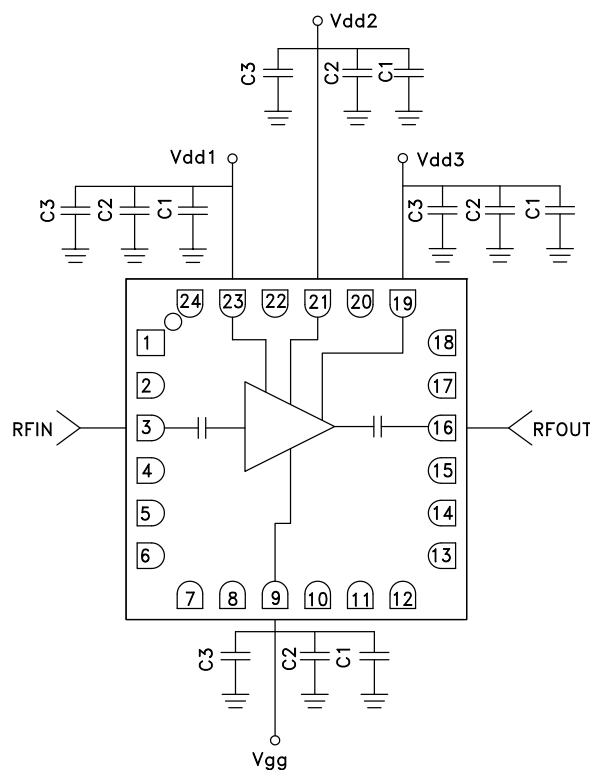 Vdd2
C3 C2 C1
Vdd1 Vdd3
C3 C2 C1 C3 C2 C1
24 23 22 21 20 19
1 18
2 17
RFIN 3 16 RFOUT
4 15
5 14
6 13
7 8 9 10 11 12
C3 C2 C1
Vgg